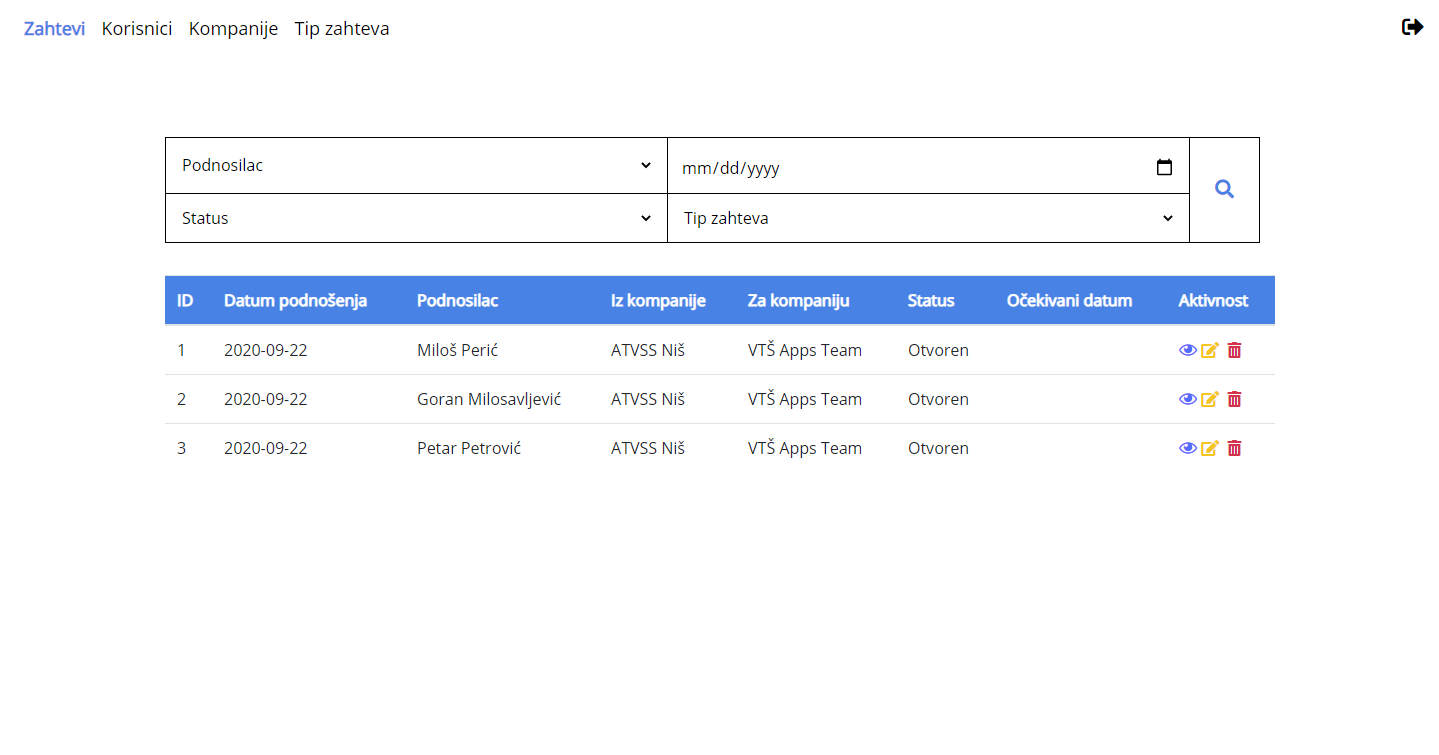 Zahtevi Korisnici Kompanije Tip zahteva
Podnosilac mm/dd/yyyy
Status Tip zahteva
ID Datum podnošenja Podnosilac Iz kompanije Za kompaniju Status Očekivani datum Aktivnost
1 2020-09-22 Miloš Perić ATVSS Niš VTŠ Apps Team Otvoren
2 2020-09-22 Goran Milosavljević ATVSS Niš VTŠ Apps Team Otvoren
3 2020-09-22 Petar Petrović ATVSS Niš VTŠ Apps Team Otvoren